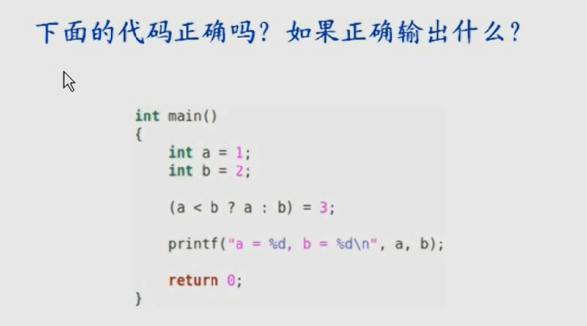 下面的代码正确吗？如果正确输出什么？
int main()
{
    int a = 1;
    int b = 2;
    (a < b ? a : b) = 3;
    printf("a = %d, b = %d\n", a, b);
    return 0;
}